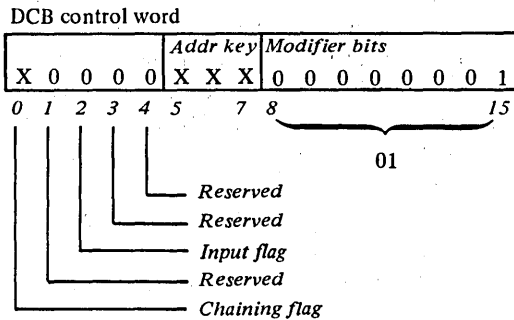 DCB control word
Addr key Modifier bits
X 0 0 0 0 X X X 0 0 0 0 0 0 0 1
0 1 2 3 4 5 7 8 15
01
Reserved
Reserved
Input flag
Reserved
Chaining flag